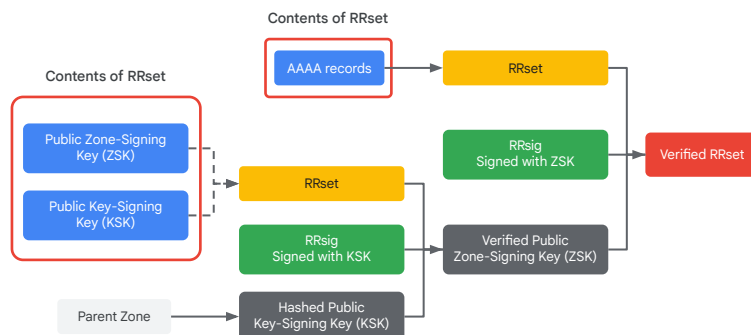 Contents of RRset
AAAA records
RRset
Contents of RRset
Public Zone-Signing
Key (ZSK)
RRsig
Signed with ZSK
Verified RRset
Public Key-Signing
Key (KSK)
RRset
RRsig
Signed with KSK
Verified Public
Zone-Signing Key (ZSK)
Parent Zone
Hashed Public
Key-Signing Key (KSK)